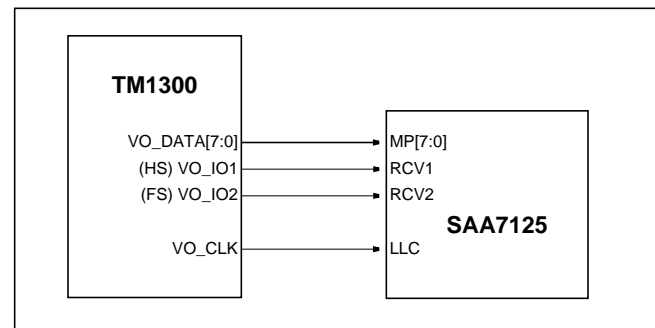 TM1300
VO_DATA[7:0]
(HS) VO_IO1
(FS) VO_IO2
VO_CLK
MP[7:0]
RCV1
RCV2
SAA7125
LLC